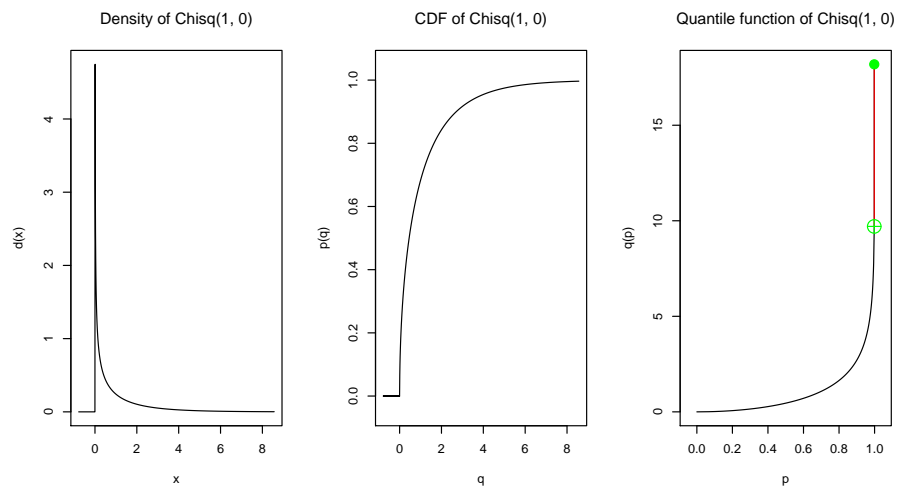 Density of Chisq(1, 0)
d(x)
4
3
2
1
0
0 2 4 6 8
x
CDF of Chisq(1, 0)
p(q)
1.0
0.8
0.6
0.4
0.2
0.0
0 2 4 6 8
q
Quantile function of Chisq(1, 0)
q(p)
15
10
5
0
0.0 0.2 0.4 0.6 0.8 1.0
p